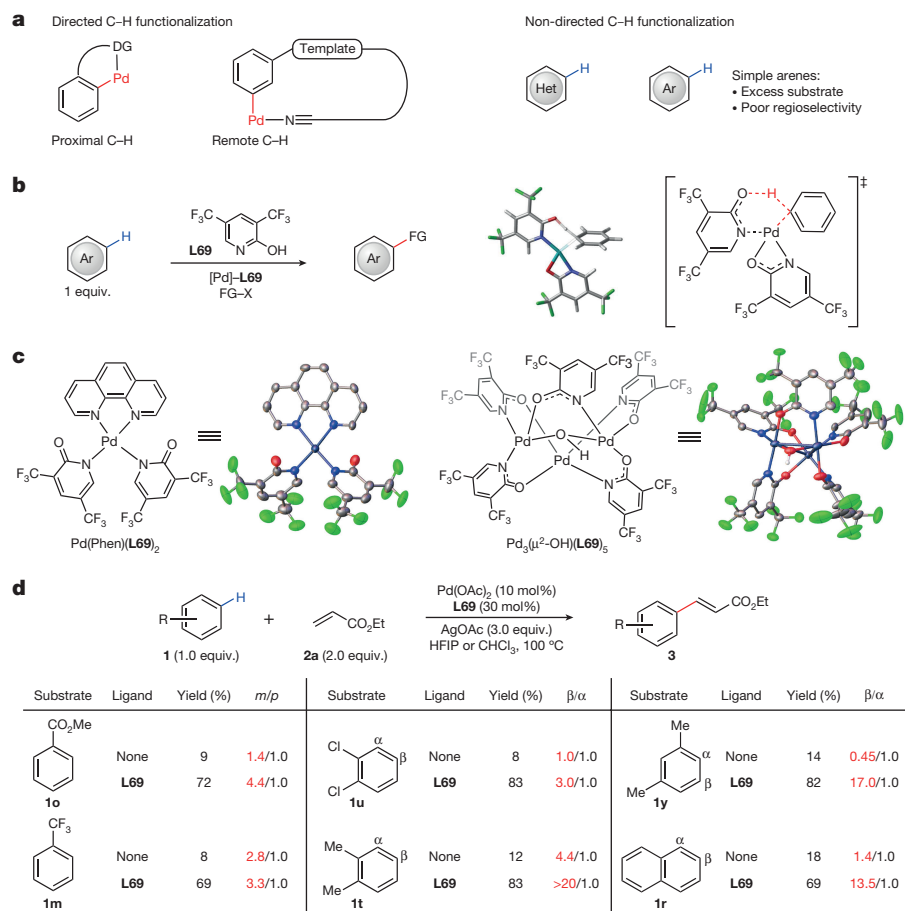 a
Directed C–H functionalization
Non-directed C–H functionalization
DG
Pd
Proximal C–H
Template
Pd
N
Remote C–H
Het
H
Ar
H
Simple arenes:
• Excess substrate
• Poor regioselectivity
b
Ar
H
1 equiv.
F₃C
CF₃
L69
N
OH
[Pd]–L69
FG–X
Ar
FG
‡
F₃C
O
H
N
Pd
F₃C
O
N
F₃C
CF₃
c
N
N
Pd
O
O
F₃C
N
N
CF₃
CF₃
F₃C
Pd(Phen)(L69)₂
F₃C
F₃C
CF₃
CF₃
F₃C
CF₃
N
O
O
N
N
O
Pd
O
Pd
Pd
H
F₃C
N
O
O
N
CF₃
F₃C
CF₃
Pd₃(μ²-OH)(L69)₅
d
R
H
+
CO₂Et
Pd(OAc)₂ (10 mol%)
L69 (30 mol%)
AgOAc (3.0 equiv.)
HFIP or CHCl₃, 100 ºC
R
CO₂Et
1 (1.0 equiv.)
2a (2.0 equiv.)
3
Substrate Ligand Yield (%) m/p
CO₂Me
None 9 1.4/1.0
L69 72 4.4/1.0
1o
CF₃
None 8 2.8/1.0
L69 69 3.3/1.0
1m
Substrate Ligand Yield (%) β/α
Cl
Cl
α
β
None 8 1.0/1.0
L69 83 3.0/1.0
1u
Me
Me
α
β
None 12 4.4/1.0
L69 83 >20/1.0
1t
Substrate Ligand Yield (%) β/α
Me
Me
α
β
None 14 0.45/1.0
L69 82 17.0/1.0
1y
α
β
None 18 1.4/1.0
L69 69 13.5/1.0
1r